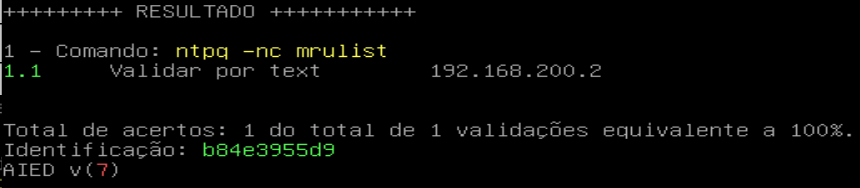 +++++++++ RESULTADO +++++++++++
1 - Comando: ntpq -nc mrulist
1.1 Validar por text 192.168.200.2
Total de acertos: 1 do total de 1 validações equivalente a 100%.
Identificação: b84e3955d9
AIED v(7)